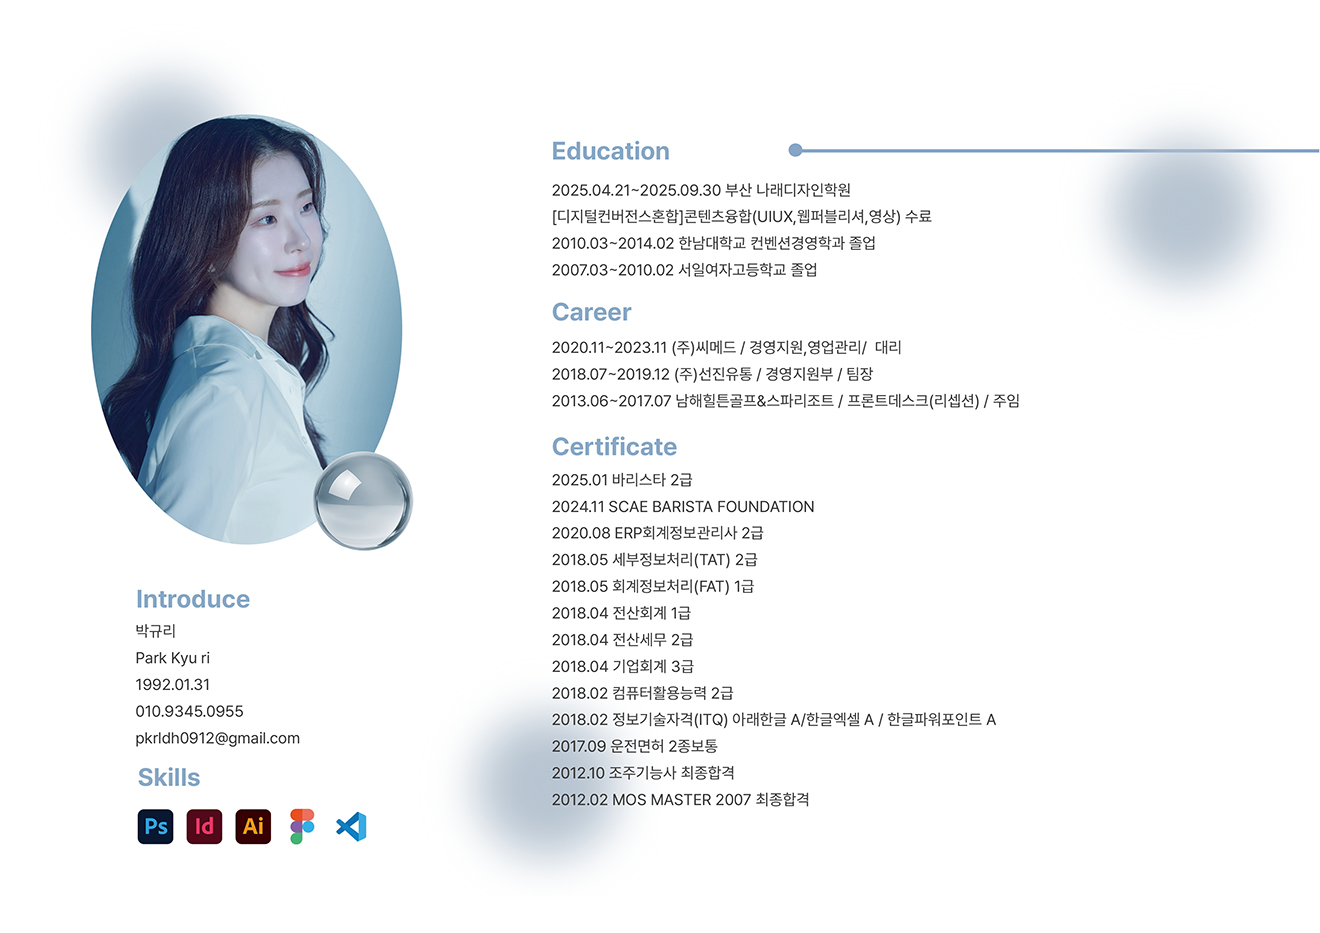 Introduce
박규리
Park Kyu ri
1992.01.31
010.9345.0955
pkrldh0912@gmail.com
Skills
Ps Id Ai
Education
2025.04.21~2025.09.30 부산 나래디자인학원
[디지털컨버전스혼합]콘텐츠융합(UIUX,웹퍼블리셔,영상) 수료
2010.03~2014.02 한남대학교 컨벤션경영학과 졸업
2007.03~2010.02 서일여자고등학교 졸업
Career
2020.11~2023.11 (주)씨메드 / 경영지원,영업관리/ 대리
2018.07~2019.12 (주)선진유통 / 경영지원부 / 팀장
2013.06~2017.07 남해힐튼골프&스파리조트 / 프론트데스크(리셉션) / 주임
Certificate
2025.01 바리스타 2급
2024.11 SCAE BARISTA FOUNDATION
2020.08 ERP회계정보관리사 2급
2018.05 세부정보처리(TAT) 2급
2018.05 회계정보처리(FAT) 1급
2018.04 전산회계 1급
2018.04 전산세무 2급
2018.04 기업회계 3급
2018.02 컴퓨터활용능력 2급
2018.02 정보기술자격(ITQ) 아래한글 A/한글엑셀 A / 한글파워포인트 A
2017.09 운전면허 2종보통
2012.10 조주기능사 최종합격
2012.02 MOS MASTER 2007 최종합격